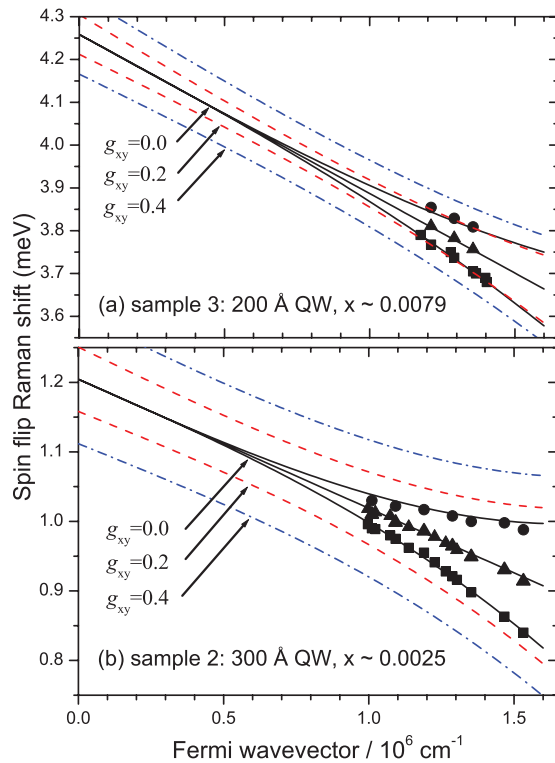 4.3
4.2
4.1
4.0
3.9
3.8
3.7
3.6
g_xy=0.0
g_xy=0.2
g_xy=0.4
(a) sample 3: 200 Å QW, x ~ 0.0079
Spin flip Raman shift (meV)
1.2
1.1
1.0
0.9
0.8
g_xy=0.0
g_xy=0.2
g_xy=0.4
(b) sample 2: 300 Å QW, x ~ 0.0025
0.0 0.5 1.0 1.5
Fermi wavevector / 10⁶ cm⁻¹